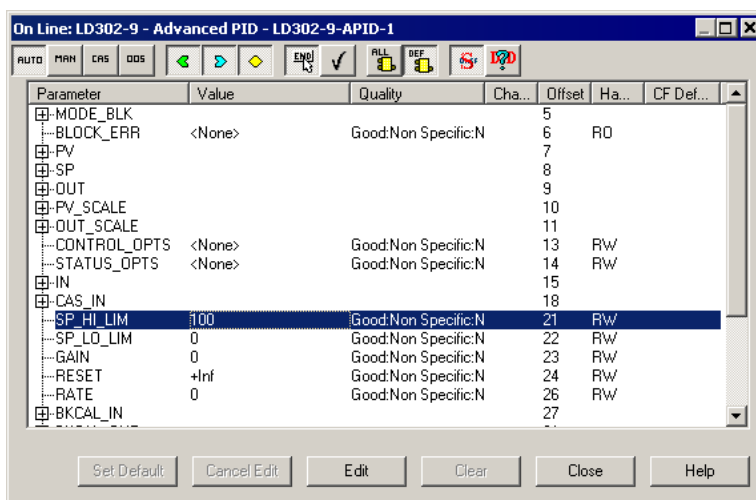 On Line: LD302-9 - Advanced PID - LD302-9-APID-1
AUTO MAN CAS OOS END ALL DEF
Parameter Value Quality Cha... Offset Ha... CF Def...
MODE_BLK 5
BLOCK_ERR <None> Good:Non Specific:N 6 RO
PV 7
SP 8
OUT 9
PV_SCALE 10
OUT_SCALE 11
CONTROL_OPTS <None> Good:Non Specific:N 13 RW
STATUS_OPTS <None> Good:Non Specific:N 14 RW
IN 15
CAS_IN 18
SP_HI_LIM 100 Good:Non Specific:N 21 RW
SP_LO_LIM 0 Good:Non Specific:N 22 RW
GAIN 0 Good:Non Specific:N 23 RW
RESET +Inf Good:Non Specific:N 24 RW
RATE 0 Good:Non Specific:N 26 RW
BKCAL_IN 27
Set Default Cancel Edit Edit Clear Close Help